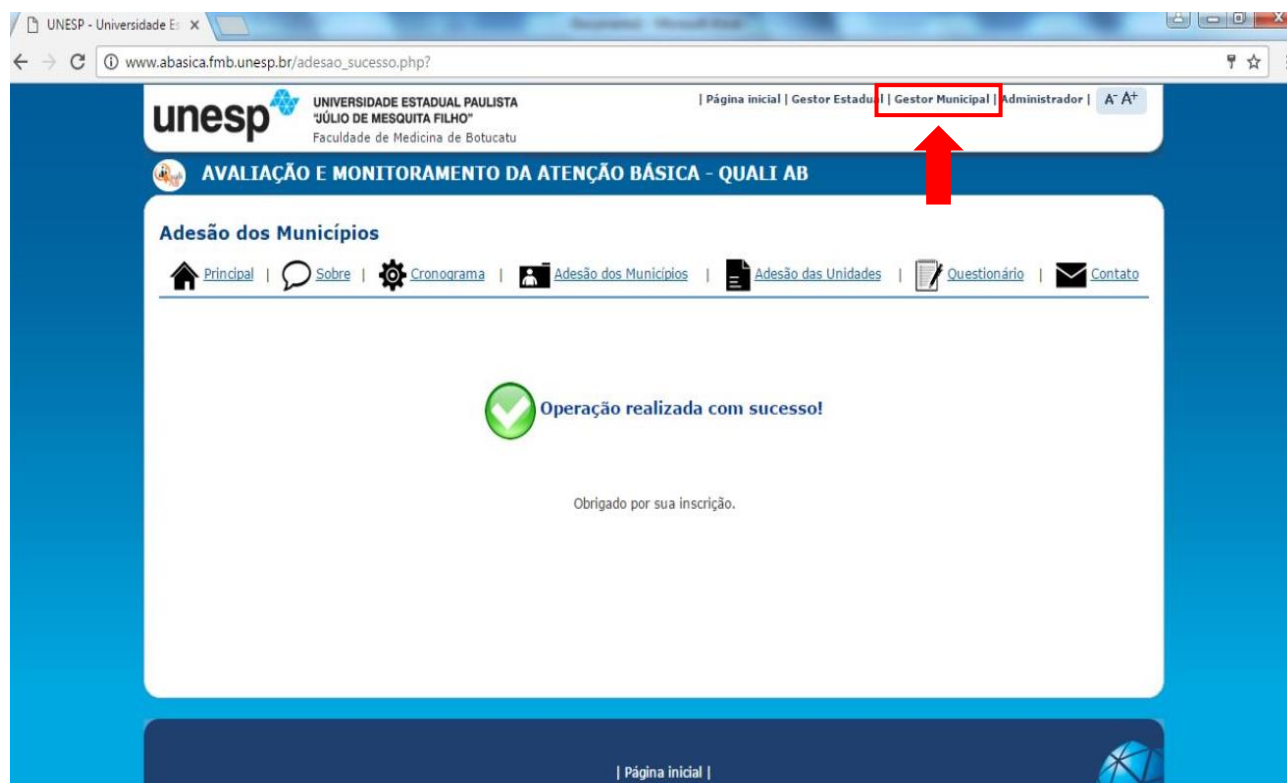 UNESP - Universidade E
www.abasica.fmb.unesp.br/adesao_sucesso.php?
unesp
UNIVERSIDADE ESTADUAL PAULISTA
"JÚLIO DE MESQUITA FILHO"
Faculdade de Medicina de Botucatu
| Página inicial | Gestor Estadual | Gestor Municipal | Administrador | A- A+
AVALIAÇÃO E MONITORAMENTO DA ATENÇÃO BÁSICA - QUALI AB
Adesão dos Municípios
Principal | Sobre | Cronograma | Adesão dos Municípios | Adesão das Unidades | Questionário | Contato
Operação realizada com sucesso!
Obrigado por sua inscrição.
| Página inicial |